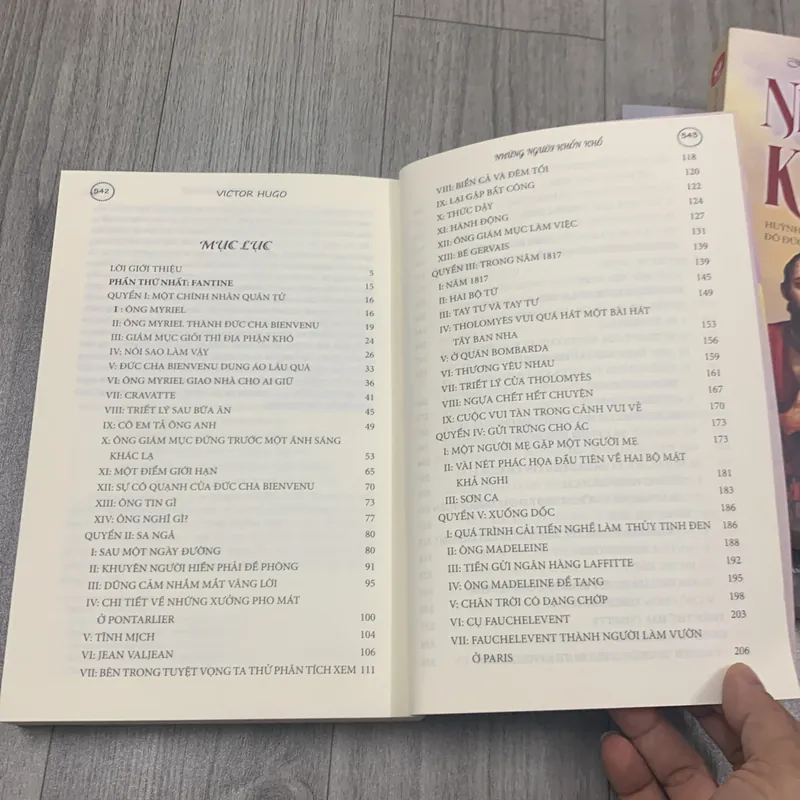 542
VICTOR HUGO
MỤC LỤC
LỜI GIỚI THIỆU 5
PHẦN THỨ NHẤT: FANTINE 15
QUYỂN I: MỘT CHÍNH NHÂN QUÂN TỬ 16
I : ÔNG MYRIEL 16
II: ÔNG MYRIEL THÀNH ĐỨC CHA BIENVENU 19
III: GIÁM MỤC GIỎI THÌ ĐỊA PHẬN KHÓ 24
IV: NÓI SAO LÀM VẬY 26
V: ĐỨC CHA BIENVENU DUNG ÁO LÂU QUÁ 33
VI: ÔNG MYRIEL GIAO NHÀ CHO AI GIỮ 36
VII: CRAVATTE 41
VIII: TRIẾT LÝ SAU BỮA ĂN 45
IX: CÔ EM TẢ ÔNG ANH 49
X: ÔNG GIÁM MỤC ĐỨNG TRƯỚC MỘT ÁNH SÁNG
KHÁC LẠ 53
XI: MỘT ĐIỂM GIỚI HẠN 65
XII: SỰ CÔ QUẠNH CỦA ĐỨC CHA BIENVENU 70
XIII: ÔNG TIN GÌ 73
XIV: ÔNG NGHĨ GÌ? 77
QUYỂN II: SA NGÃ 80
I: SAU MỘT NGÀY ĐƯỜNG 80
II: KHUYÊN NGƯỜI HIỀN PHẢI ĐỀ PHÒNG 91
III: DŨNG CẢM NHẮM MẮT VÂNG LỜI 95
IV: CHI TIẾT VỀ NHỮNG XƯỞNG PHO MÁT
Ở PONTARLIER 100
V: TĨNH MỊCH 104
VI: JEAN VALJEAN 106
VII: BÊN TRONG TUYỆT VỌNG TA THỬ PHÂN TÍCH XEM 111
543
NHỮNG NGƯỜI KHỐN KHỔ
VIII: BIỂN CẢ VÀ ĐÊM TỐI 118
IX: LẠI GẶP BẤT CÔNG 120
X: THỨC DẬY 122
XI: HÀNH ĐỘNG 124
XII: ÔNG GIÁM MỤC LÀM VIỆC 127
XIII: BÉ GERVAIS 131
QUYỂN III: TRONG NĂM 1817 139
I: NĂM 1817 139
II: HAI BỘ TỨ 145
III: TAY TƯ VÀ TAY TƯ 149
IV: THOLOMYÈS VUI QUÁ HÁT MỘT BÀI HÁT
TÂY BAN NHA 153
V: Ở QUÁN BOMBARDA 156
VI: THƯƠNG YÊU NHAU 159
VII: TRIẾT LÝ CỦA THOLOMYÈS 161
VIII: NGỰA CHẾT HẾT CHUYỆN 167
IX: CUỘC VUI TÀN TRONG CẢNH VUI VẺ 170
QUYỂN IV: GỬI TRỨNG CHO ÁC 173
I: MỘT NGƯỜI MẸ GẶP MỘT NGƯỜI MẸ 173
II: VÀI NÉT PHÁC HỌA ĐẦU TIÊN VỀ HAI BỘ MẶT
KHẢ NGHI 181
III: SƠN CA 183
QUYỂN V: XUỐNG DỐC 186
I: QUÁ TRÌNH CẢI TIẾN NGHỀ LÀM THỦY TINH ĐEN 186
II: ÔNG MADELEINE 188
III: TIỀN GỬI NGÂN HÀNG LAFFITTE 192
IV: ÔNG MADELEINE ĐỂ TANG 195
V: CHÂN TRỜI CÓ DẠNG CHỚP 198
VI: CỤ FAUCHELEVENT 203
VII: FAUCHELEVENT THÀNH NGƯỜI LÀM VƯỜN
Ở PARIS 206
HUỲNH